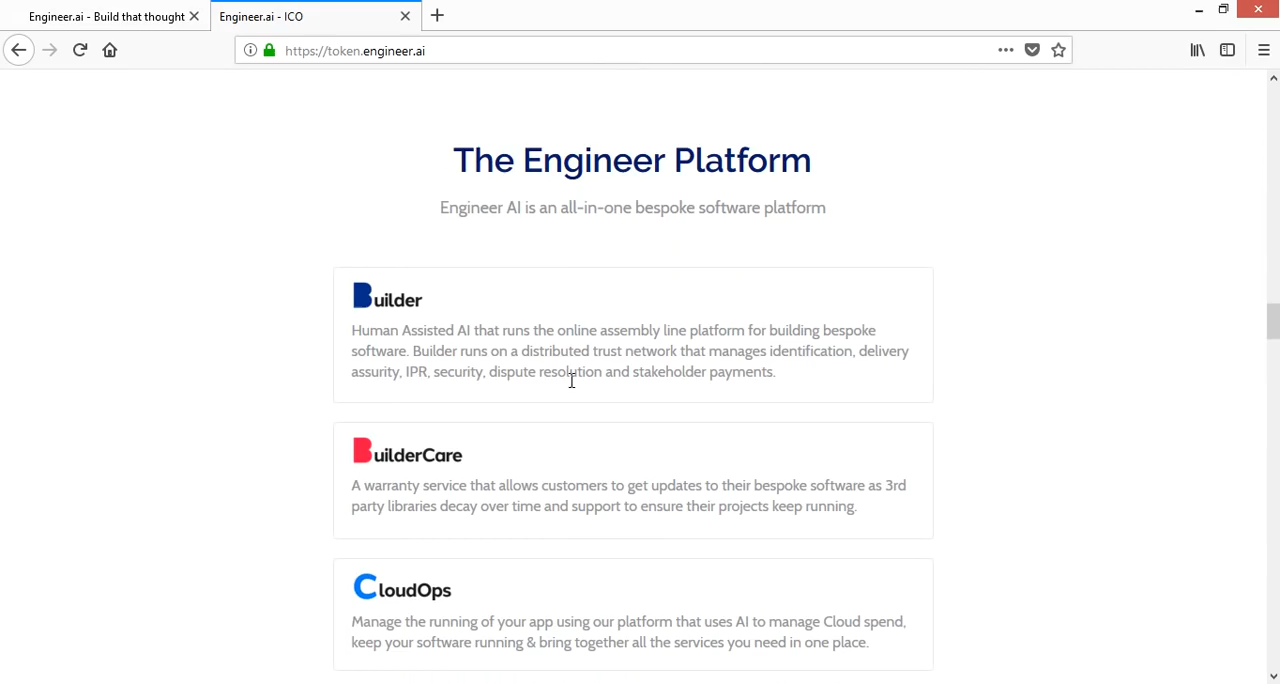 Engineer.ai - Build that thought
Engineer.ai - ICO
https://token.engineer.ai
The Engineer Platform
Engineer AI is an all-in-one bespoke software platform
Builder
Human Assisted AI that runs the online assembly line platform for building bespoke
software. Builder runs on a distributed trust network that manages identification, delivery
assurity, IPR, security, dispute resolution and stakeholder payments.
BuilderCare
A warranty service that allows customers to get updates to their bespoke software as 3rd
party libraries decay over time and support to ensure their projects keep running.
CloudOps
Manage the running of your app using our platform that uses AI to manage Cloud spend,
keep your software running & bring together all the services you need in one place.